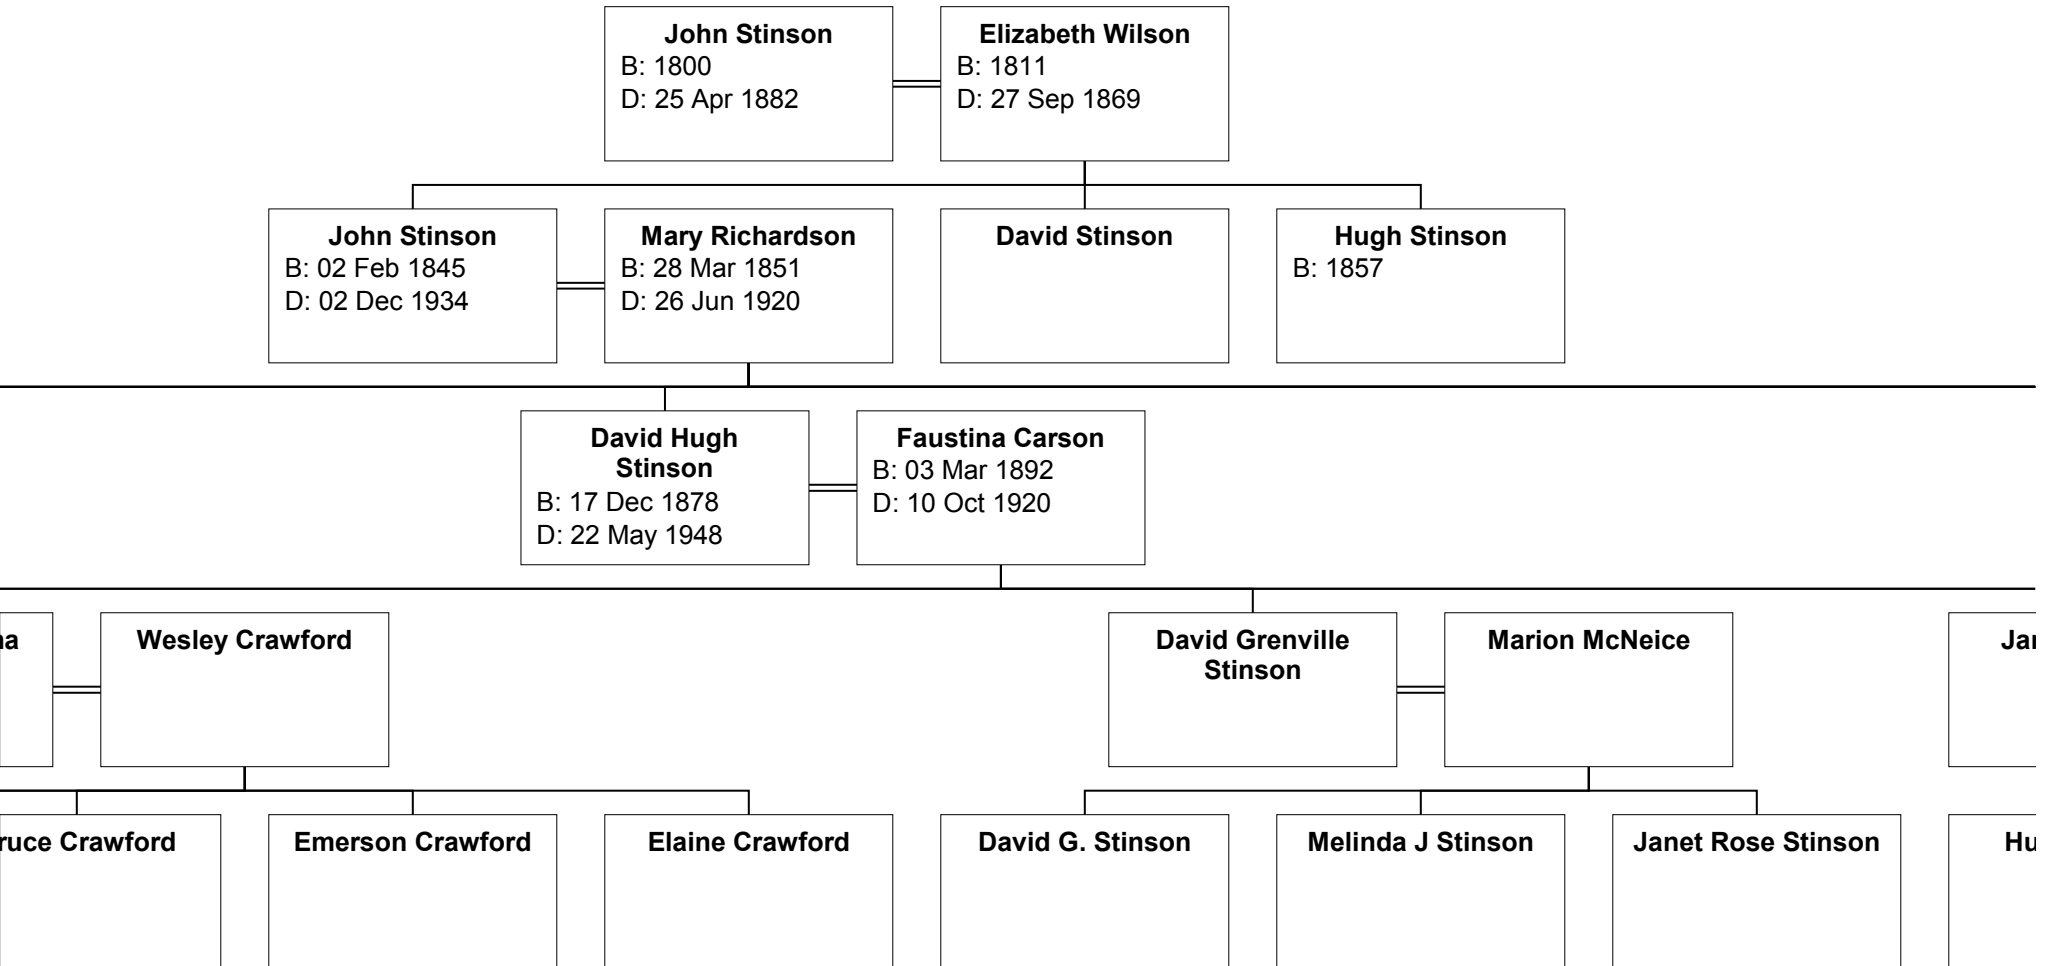 John Stinson
B: 1800
D: 25 Apr 1882
Elizabeth Wilson
B: 1811
D: 27 Sep 1869
John Stinson
B: 02 Feb 1845
D: 02 Dec 1934
Mary Richardson
B: 28 Mar 1851
D: 26 Jun 1920
David Stinson
Hugh Stinson
B: 1857
David Hugh
Stinson
B: 17 Dec 1878
D: 22 May 1948
Faustina Carson
B: 03 Mar 1892
D: 10 Oct 1920
Wesley Crawford
David Grenville
Stinson
Marion McNeice
Crawford
Emerson Crawford
Elaine Crawford
David G. Stinson
Melinda J Stinson
Janet Rose Stinson